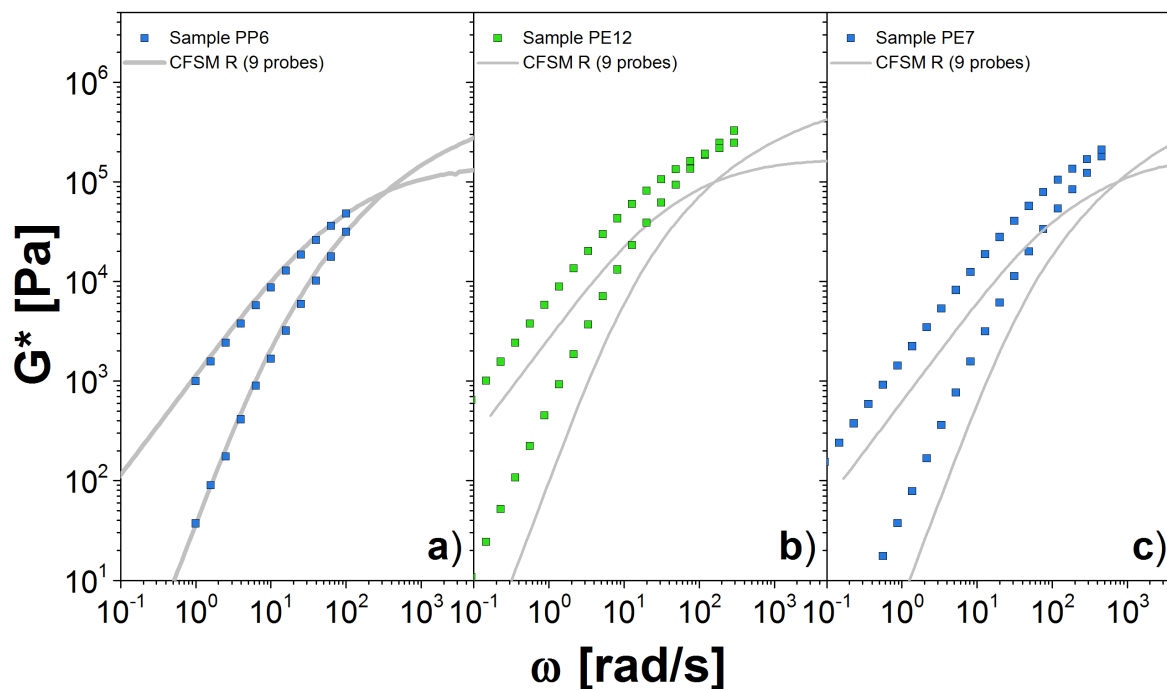 Sample PP6
CFSM R (9 probes)
Sample PE12
CFSM R (9 probes)
Sample PE7
CFSM R (9 probes)
G* [Pa]
10^6
10^5
10^4
10^3
10^2
10^1
a)
b)
c)
10^-1 10^0 10^1 10^2 10^3
10^-1 10^0 10^1 10^2 10^3
10^-1 10^0 10^1 10^2 10^3
ω [rad/s]